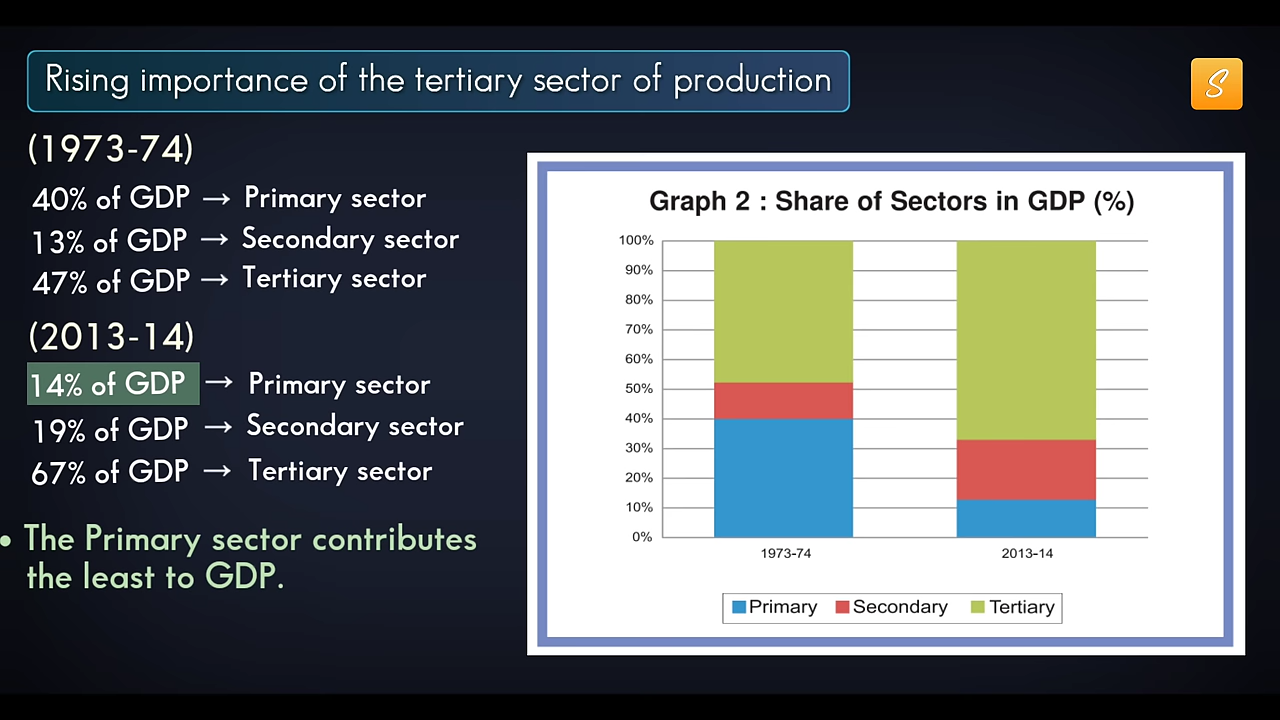 Rising importance of the tertiary sector of production
S
(1973-74)
40% of GDP → Primary sector
13% of GDP → Secondary sector
47% of GDP → Tertiary sector
(2013-14)
14% of GDP → Primary sector
19% of GDP → Secondary sector
67% of GDP → Tertiary sector
• The Primary sector contributes
the least to GDP.
Graph 2 : Share of Sectors in GDP (%)
100%
90%
80%
70%
60%
50%
40%
30%
20%
10%
0%
1973-74 2013-14
Primary Secondary Tertiary